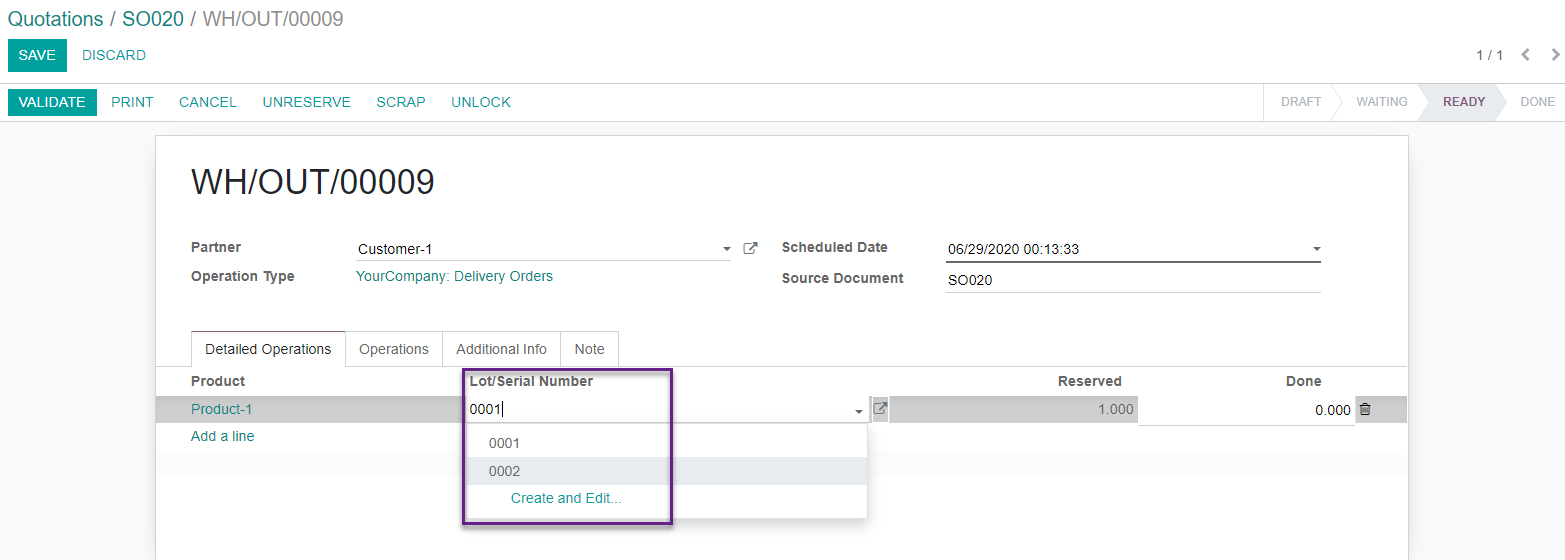 Quotations / SO020 / WH/OUT/00009
SAVE DISCARD 1 / 1
VALIDATE PRINT CANCEL UNRESERVE SCRAP UNLOCK DRAFT WAITING READY DONE
WH/OUT/00009
Partner Customer-1 Scheduled Date 06/29/2020 00:13:33
Operation Type YourCompany: Delivery Orders Source Document SO020
Detailed Operations Operations Additional Info Note
Product Lot/Serial Number Reserved Done
Product-1 0001 1.000 0.000
Add a line
0001
0002
Create and Edit...